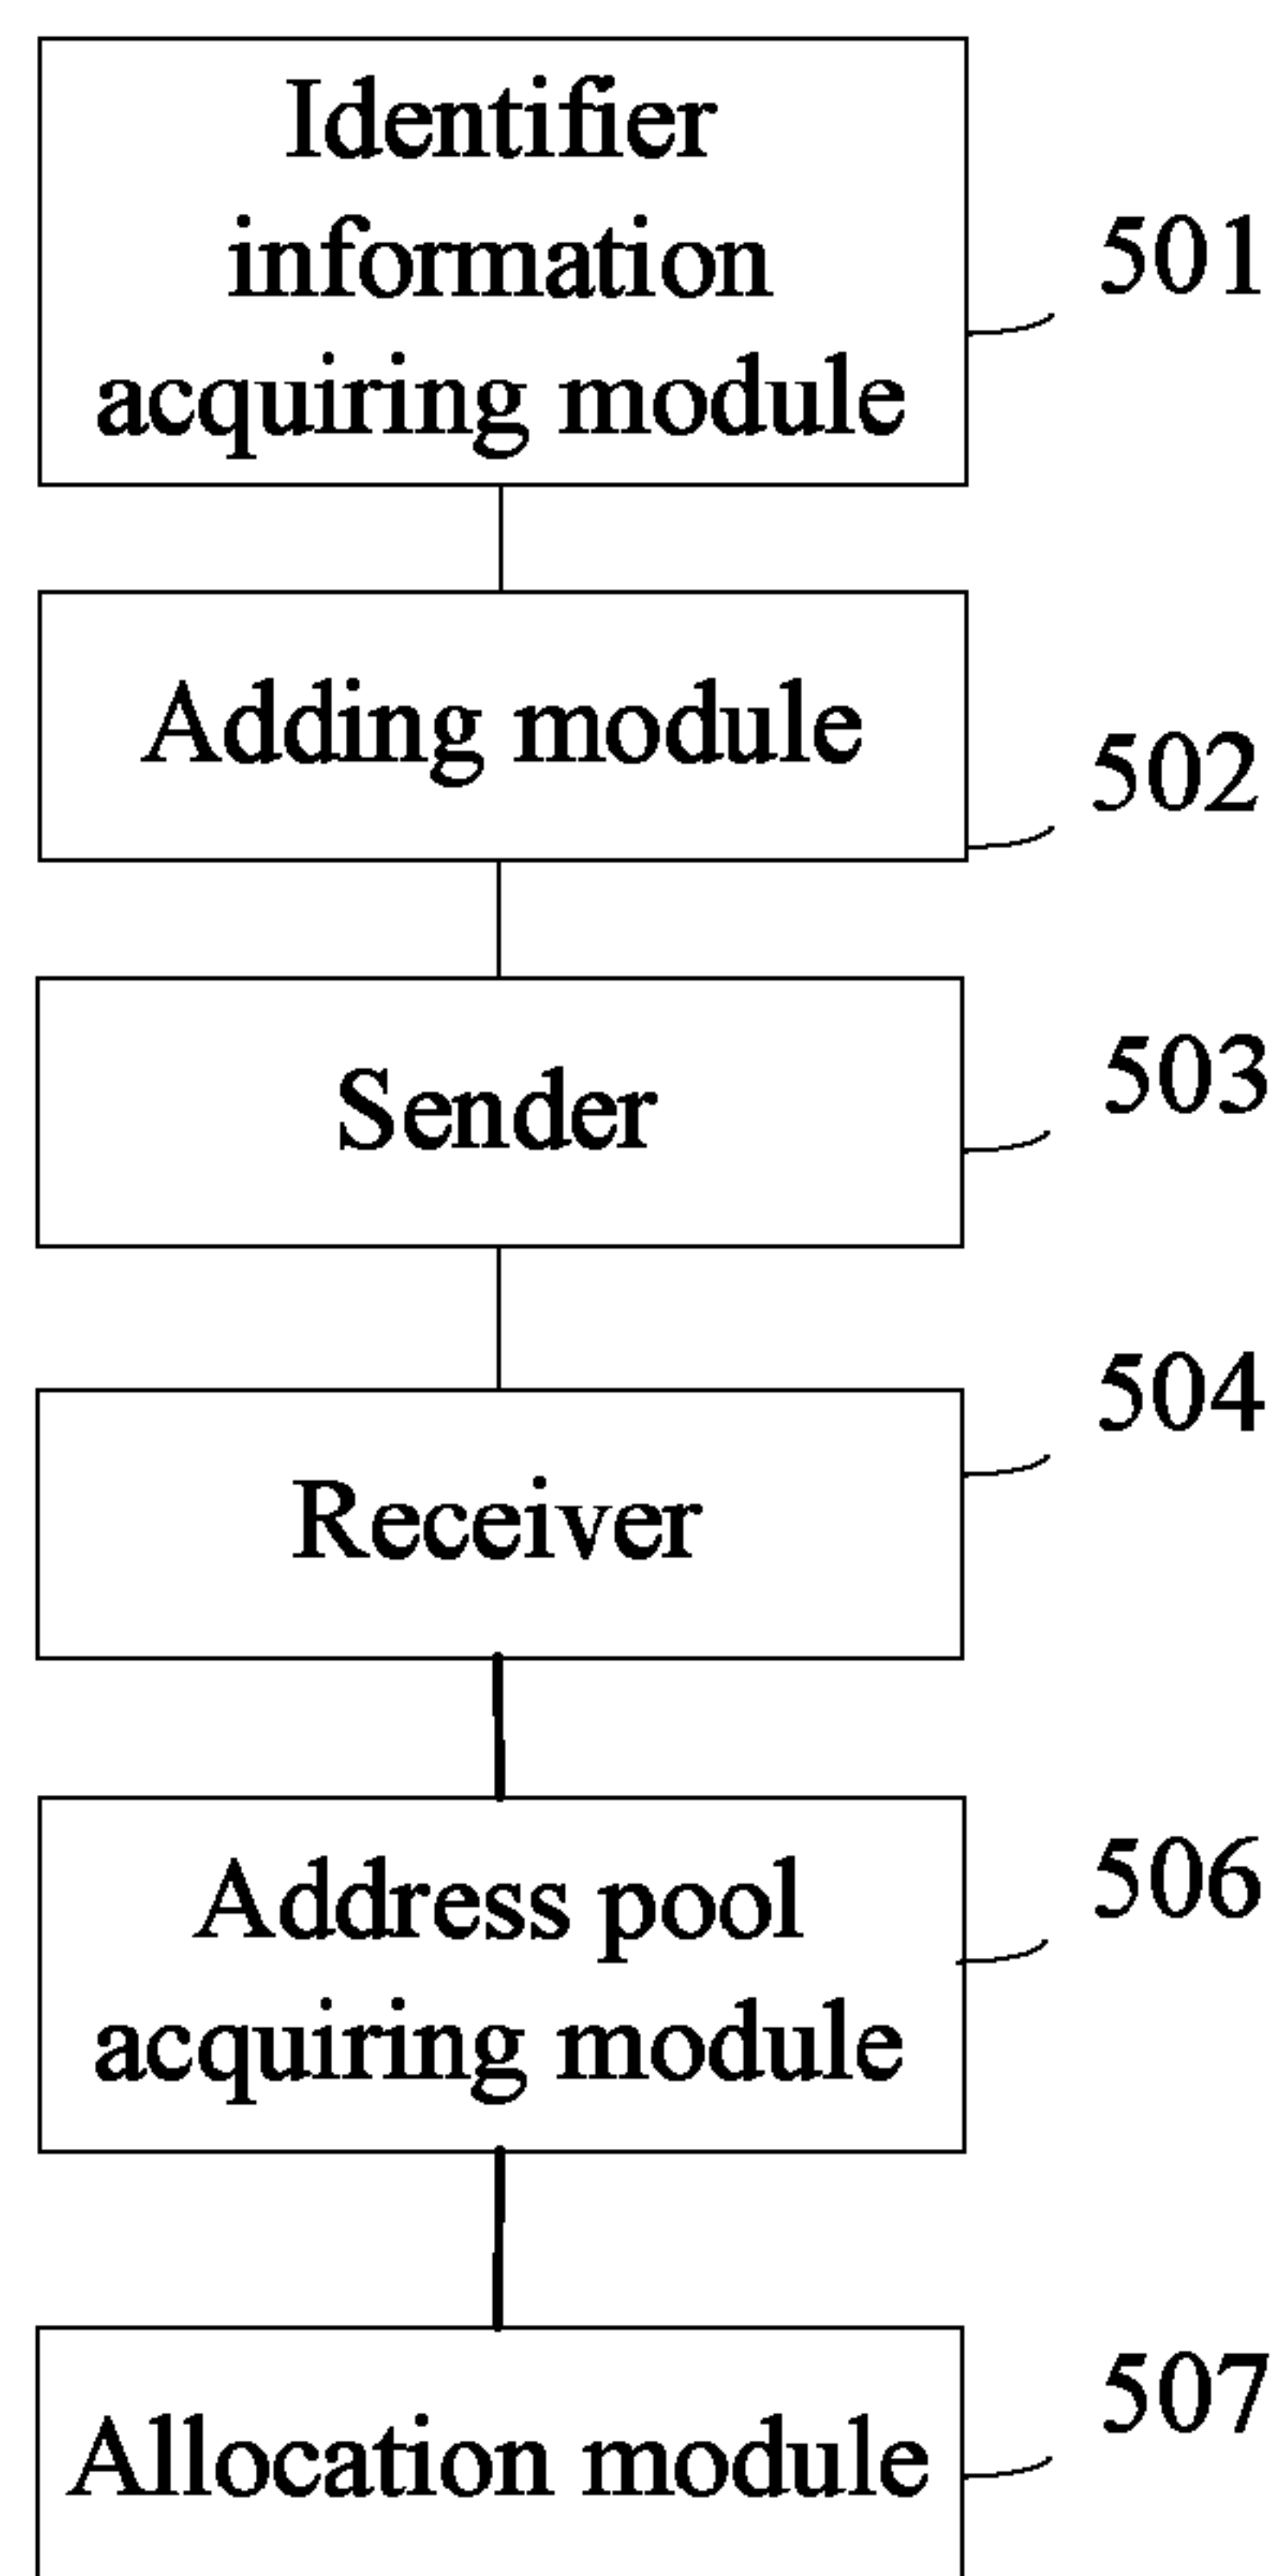 Identifier
information
acquiring module
501
Adding module
502
Sender
503
Receiver
504
Address pool
acquiring module
506
Allocation module
507